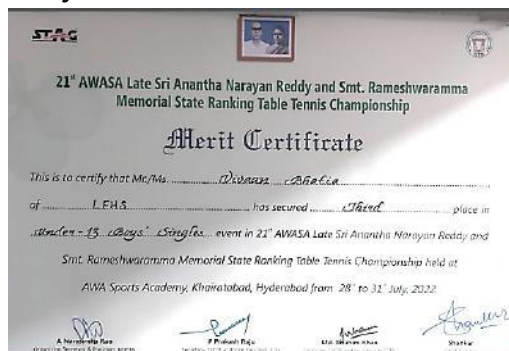 STAG
21st AWASA Late Sri Anantha Narayan Reddy and Smt. Rameshwaramma
Memorial State Ranking Table Tennis Championship
Merit Certificate
This is to certify that Mr./Ms. Divaun Bhatia
of LEHS has secured Third place in
Under-13 Boys' Singles event in 21st AWASA Late Sri Anantha Narayan Reddy and
Smt. Rameshwaramma Memorial State Ranking Table Tennis Championship held at
AWA Sports Academy, Khairatabad, Hyderabad from 28th to 31st July, 2022
A Narasimha Rao
P Prakash Raju
Khan
Shankar